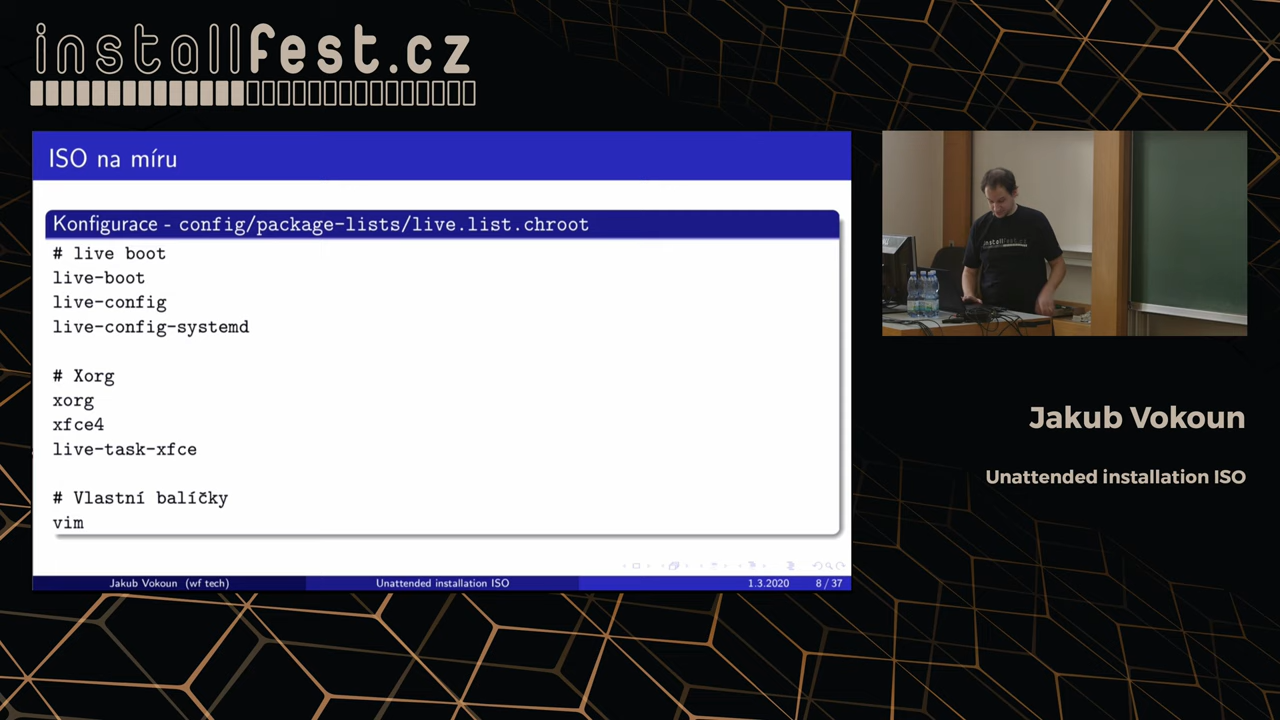 installfest.cz
ISO na míru
Konfigurace - config/package-lists/live.list.chroot
# live boot
live-boot
live-config
live-config-systemd
# Xorg
xorg
xfce4
live-task-xfce
# Vlastní balíčky
vim
Jakub Vokoun (wf tech)
Unattended installation ISO
1.3.2020
8 / 37
installfest.cz
Jakub Vokoun
Unattended installation ISO